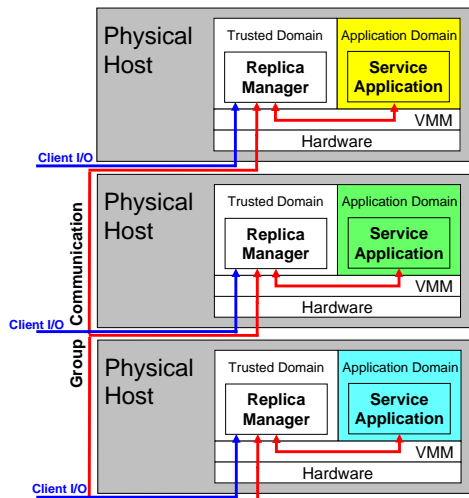 Physical
Host
Trusted Domain
Application Domain
Replica
Manager
Service
Application
VMM
Hardware
Client I/O
Physical
Host
Trusted Domain
Application Domain
Replica
Manager
Service
Application
VMM
Hardware
Client I/O
Group Communication
Physical
Host
Trusted Domain
Application Domain
Replica
Manager
Service
Application
VMM
Hardware
Client I/O